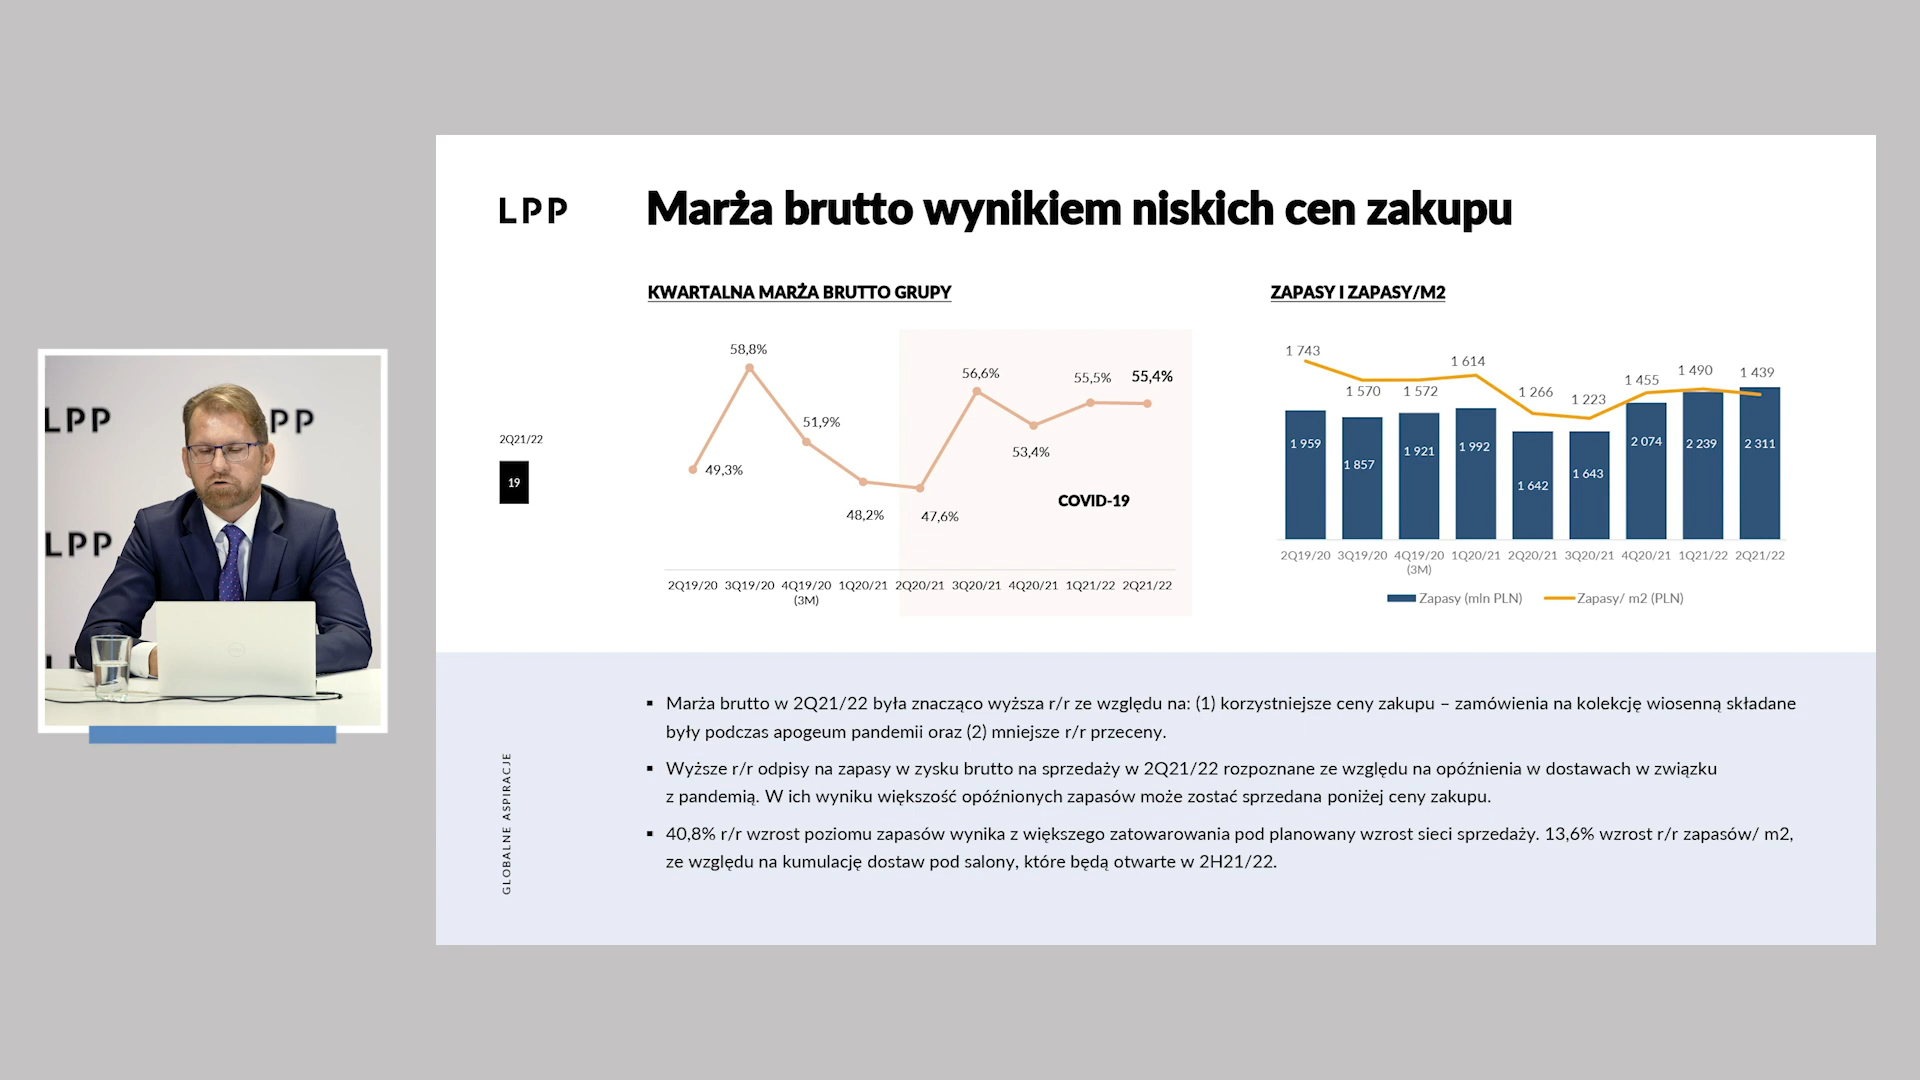 LPP
Marża brutto wynikiem niskich cen zakupu
KWARTALNA MARŻA BRUTTO GRUPY
58,8%
56,6%
55,5%
55,4%
51,9%
53,4%
49,3%
48,2%
47,6%
COVID-19
2Q19/20 3Q19/20 4Q19/20 1Q20/21 2Q20/21 3Q20/21 4Q20/21 1Q21/22 2Q21/22
(3M)
ZAPASY I ZAPASY/M2
1 743
1 570
1 572
1 614
1 266
1 223
1 455
1 490
1 439
1 959
1 857
1 921
1 992
1 642
1 643
2 074
2 239
2 311
2Q19/20 3Q19/20 4Q19/20 1Q20/21 2Q20/21 3Q20/21 4Q20/21 1Q21/22 2Q21/22
(3M)
Zapasy (mln PLN) Zapasy/ m2 (PLN)
2Q21/22
19
LPP
PP
LPP
▪ Marża brutto w 2Q21/22 była znacząco wyższa r/r ze względu na: (1) korzystniejsze ceny zakupu – zamówienia na kolekcję wiosenną składane
były podczas apogeum pandemii oraz (2) mniejsze r/r przeceny.
▪ Wyższe r/r odpisy na zapasy w zysku brutto na sprzedaży w 2Q21/22 rozpoznane ze względu na opóźnienia w dostawach w związku
z pandemią. W ich wyniku większość opóźnionych zapasów może zostać sprzedana poniżej ceny zakupu.
▪ 40,8% r/r wzrost poziomu zapasów wynika z większego zatowarowania pod planowany wzrost sieci sprzedaży. 13,6% wzrost r/r zapasów/ m2,
ze względu na kumulację dostaw pod salony, które będą otwarte w 2H21/22.
GLOBALNE ASPIRACJE